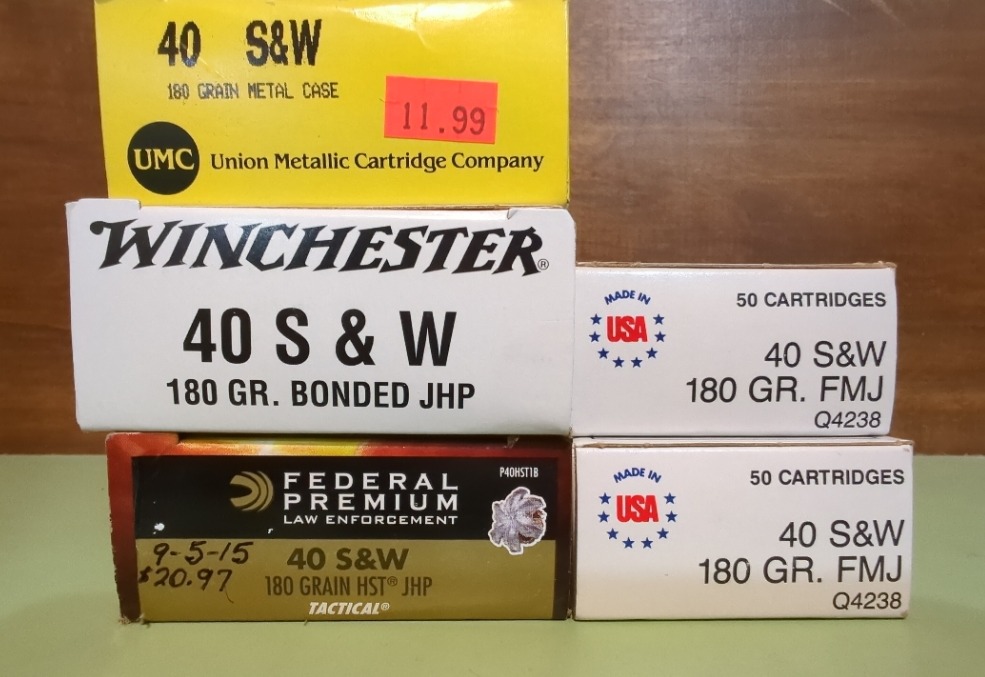 40 S&W
180 GRAIN METAL CASE
11.99
UMC Union Metallic Cartridge Company
WINCHESTER®
40 S & W
180 GR. BONDED JHP
MADE IN
USA
50 CARTRIDGES
40 S&W
180 GR. FMJ
Q4238
FEDERAL
PREMIUM
LAW ENFORCEMENT
P40HST1B
9-5-15
$20.97
40 S&W
180 GRAIN HST® JHP
TACTICAL®
MADE IN
USA
50 CARTRIDGES
40 S&W
180 GR. FMJ
Q4238